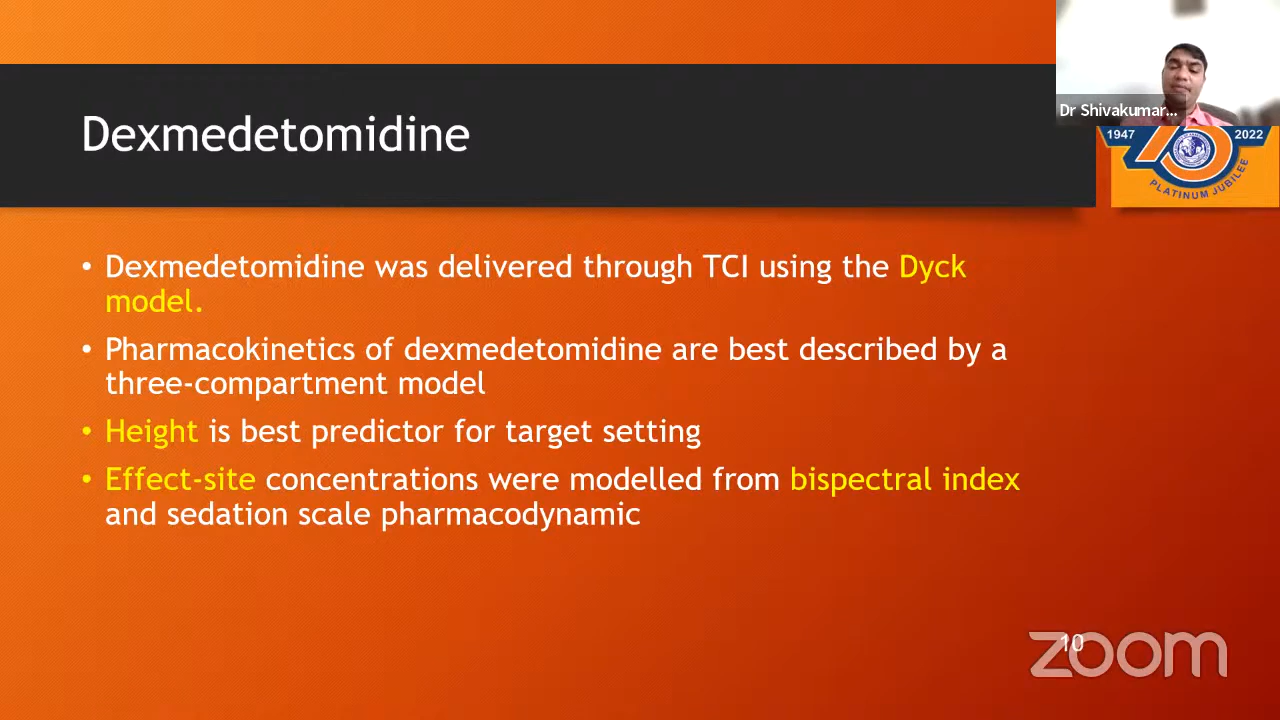 Dexmedetomidine
Dr Shivakumar...
1947
75
2022
PLATINUM JUBILEE
• Dexmedetomidine was delivered through TCI using the Dyck
model.
• Pharmacokinetics of dexmedetomidine are best described by a
three-compartment model
• Height is best predictor for target setting
• Effect-site concentrations were modelled from bispectral index
and sedation scale pharmacodynamic
10
zoom